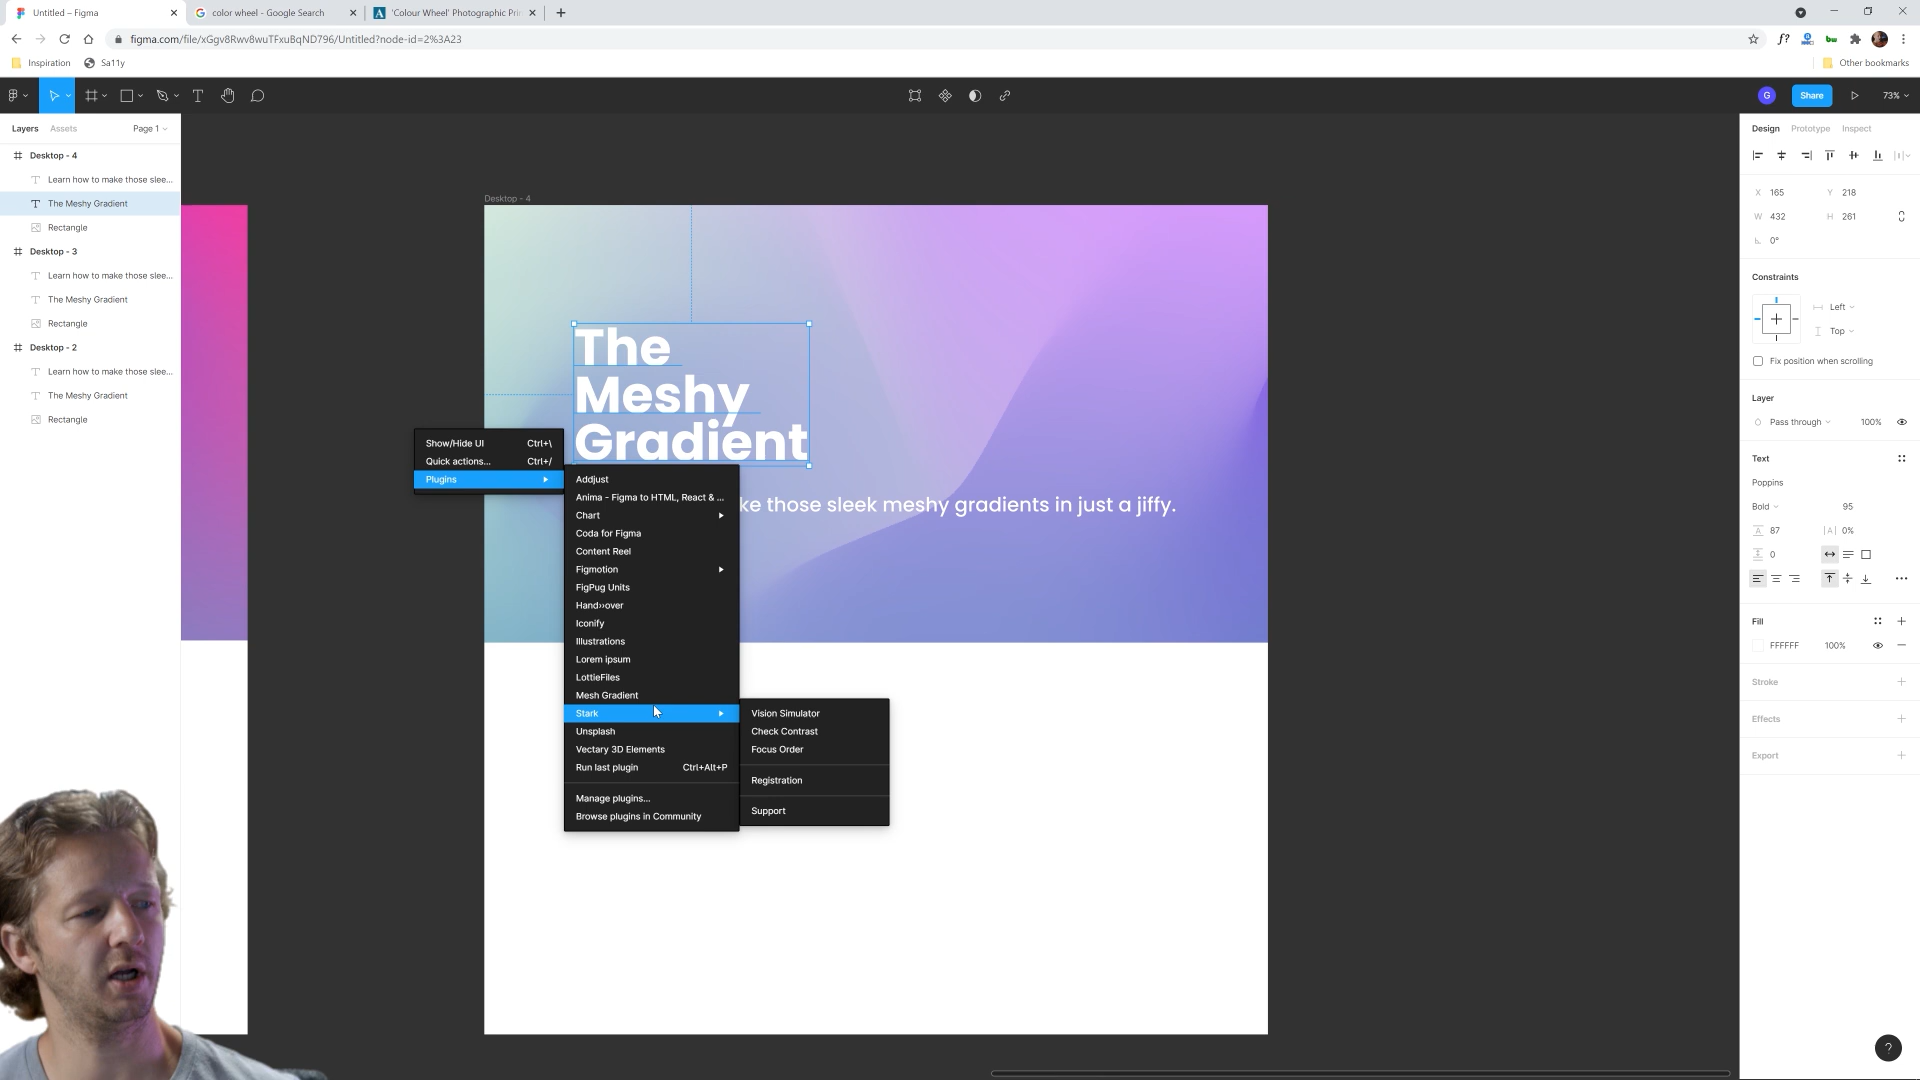 Untitled – Figma
color wheel - Google Search
'Colour Wheel' Photographic Prin
figma.com/file/xGgv8Rwv8wuTFxuBqND796/Untitled?node-id=2%3A23
Inspiration
Sa11y
Other bookmarks
G
Share
73%
Layers
Assets
Page 1
Desktop - 4
Learn how to make those slee...
The Meshy Gradient
Rectangle
Desktop - 3
Learn how to make those slee...
The Meshy Gradient
Rectangle
Desktop - 2
Learn how to make those slee...
The Meshy Gradient
Rectangle
Desktop - 4
The
Meshy
Gradient
ke those sleek meshy gradients in just a jiffy.
Show/Hide UI Ctrl+\
Quick actions... Ctrl+/
Plugins
Addjust
Anima - Figma to HTML, React & ...
Chart
Coda for Figma
Content Reel
Figmotion
FigPug Units
Hand››over
Iconify
Illustrations
Lorem ipsum
LottieFiles
Mesh Gradient
Stark
Unsplash
Vectary 3D Elements
Run last plugin Ctrl+Alt+P
Manage plugins...
Browse plugins in Community
Vision Simulator
Check Contrast
Focus Order
Registration
Support
Design
Prototype
Inspect
X 165 Y 218
W 432 H 261
0°
Constraints
Left
Top
Fix position when scrolling
Layer
Pass through 100%
Text
Poppins
Bold 95
87 0%
0
Fill
FFFFFF 100%
Stroke
Effects
Export
?